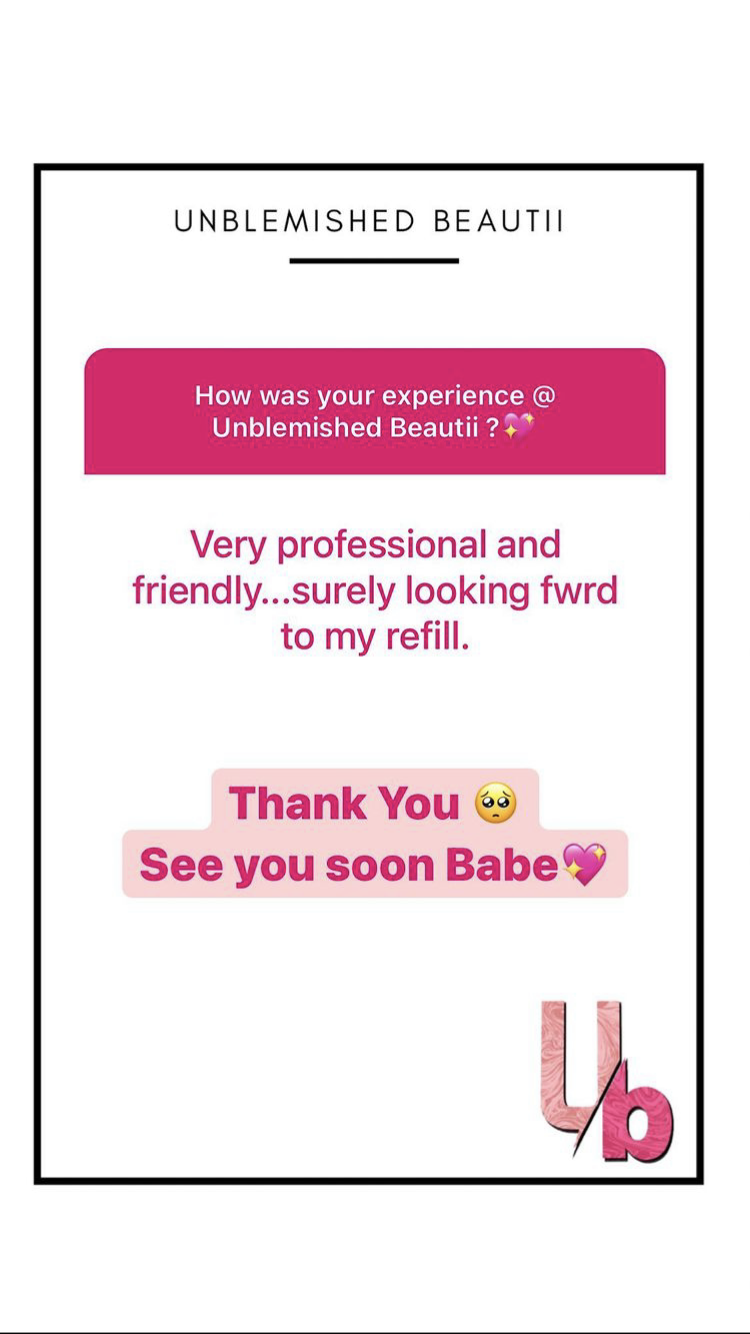 UNBLEMISHED BEAUTII
How was your experience @
Unblemished Beautii ?💖
Very professional and
friendly...surely looking fwrd
to my refill.
Thank You 🥺
See you soon Babe💖
U/b